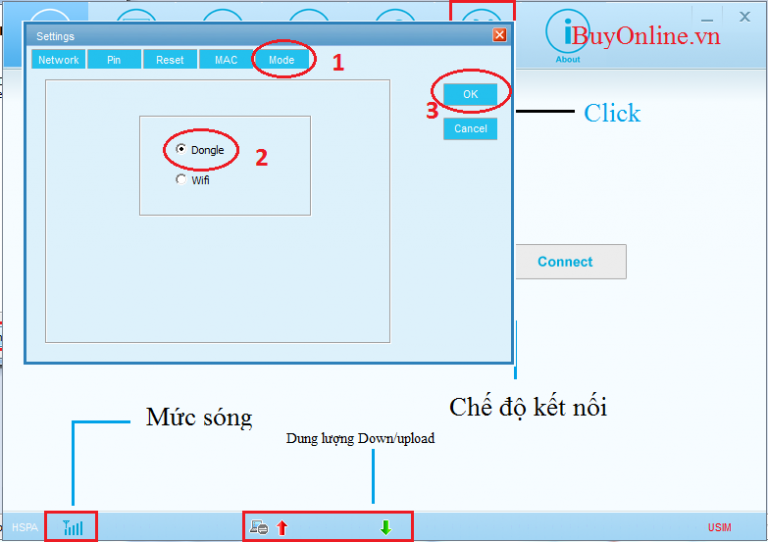 iBuyOnline.vn
About
Settings
Network
Pin
Reset
MAC
Mode
1
OK
3
Click
Cancel
Dongle
2
Wifi
Connect
Chế độ kết nối
Mức sóng
Dung lượng Down/upload
HSPA
USIM